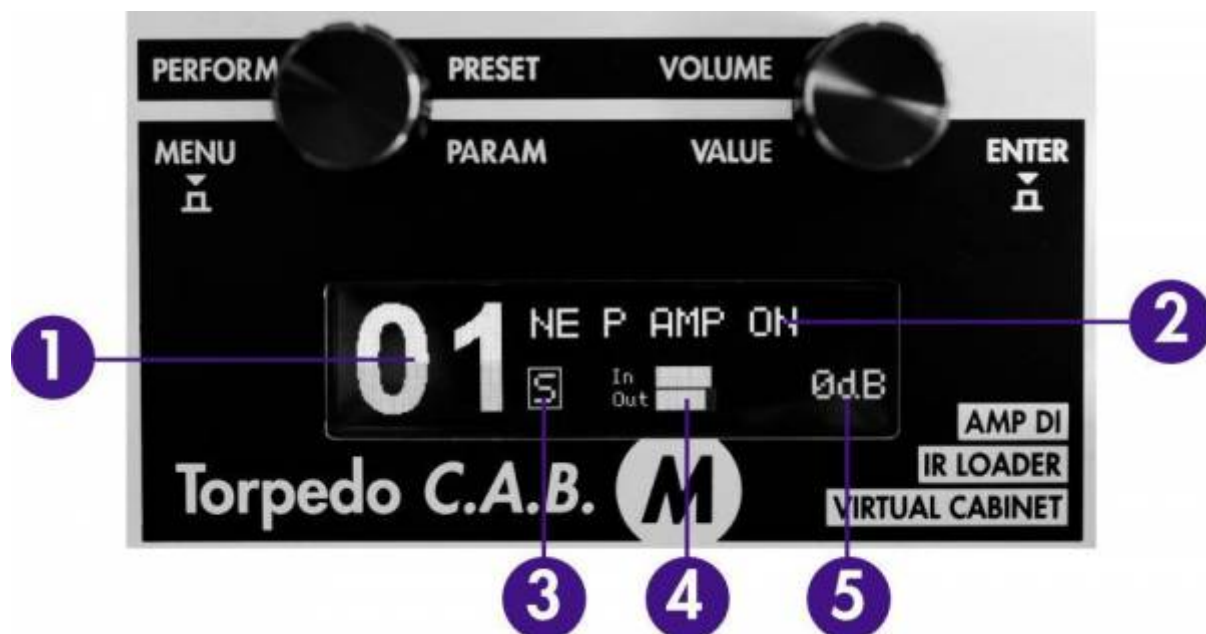 PERFORM PRESET VOLUME
MENU PARAM VALUE ENTER
01 NE P AMP ON
S In 0dB
Out
AMP DI
IR LOADER
VIRTUAL CABINET
Torpedo C.A.B. M
1
2
3
4
5